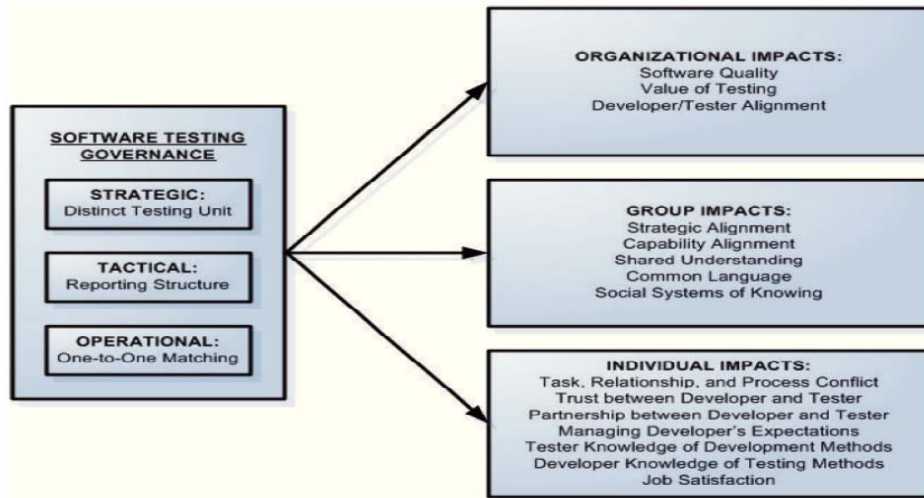 SOFTWARE TESTING
GOVERNANCE
STRATEGIC:
Distinct Testing Unit
TACTICAL:
Reporting Structure
OPERATIONAL:
One-to-One Matching
ORGANIZATIONAL IMPACTS:
Software Quality
Value of Testing
Developer/Tester Alignment
GROUP IMPACTS:
Strategic Alignment
Capability Alignment
Shared Understanding
Common Language
Social Systems of Knowing
INDIVIDUAL IMPACTS:
Task, Relationship, and Process Conflict
Trust between Developer and Tester
Partnership between Developer and Tester
Managing Developer's Expectations
Tester Knowledge of Development Methods
Developer Knowledge of Testing Methods
Job Satisfaction